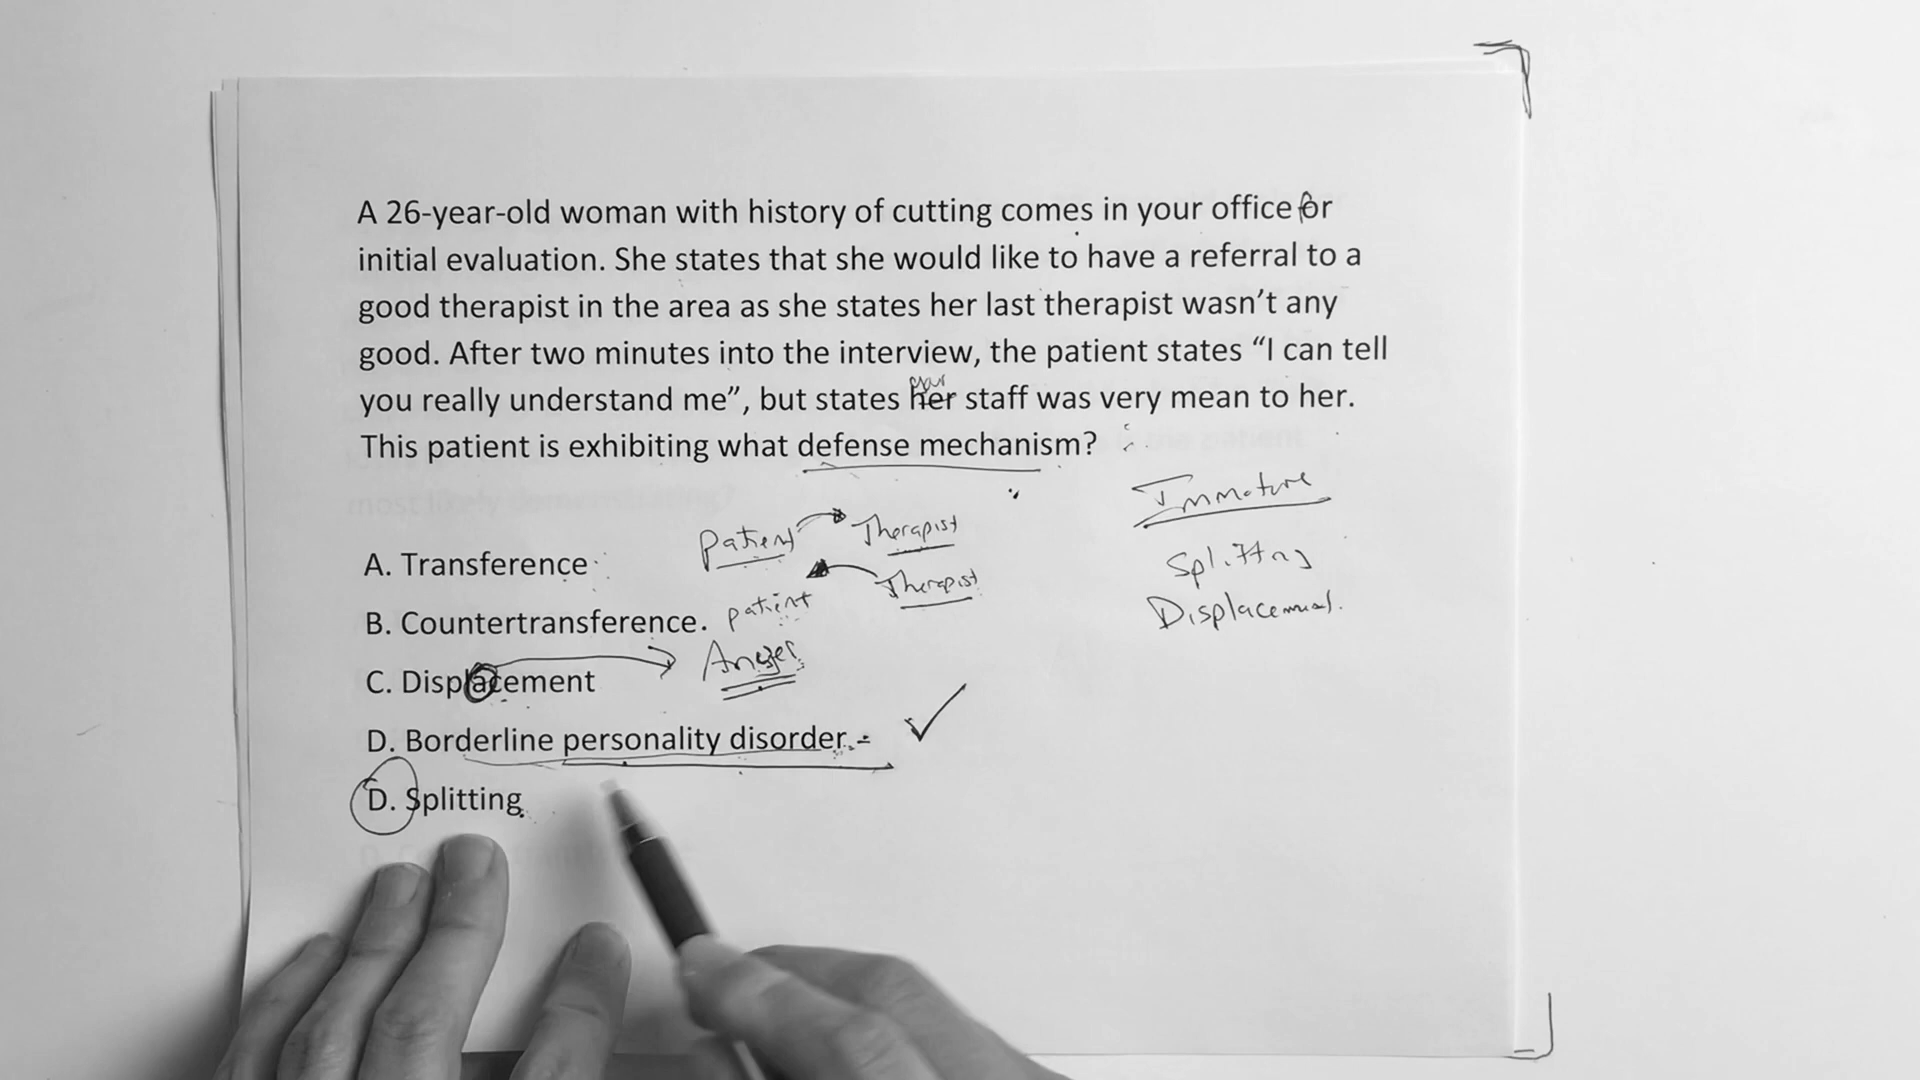 A 26-year-old woman with history of cutting comes in your office for
initial evaluation. She states that she would like to have a referral to a
good therapist in the area as she states her last therapist wasn't any
good. After two minutes into the interview, the patient states “I can tell
your
you really understand me”, but states her staff was very mean to her.
This patient is exhibiting what defense mechanism?
Immature
Patient Therapist
Splitting
A. Transference
Therapist
patient
Displacement.
B. Countertransference.
Anger
C. Displacement
D. Borderline personality disorder.
D. Splitting